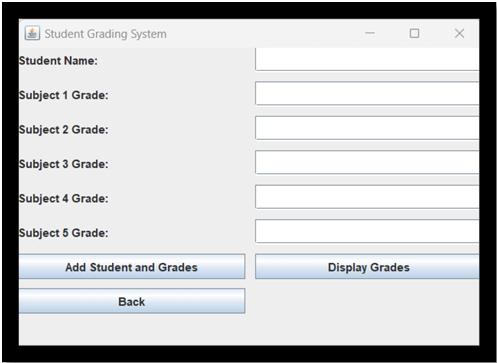 Student Grading System
Student Name:
Subject 1 Grade:
Subject 2 Grade:
Subject 3 Grade:
Subject 4 Grade:
Subject 5 Grade:
Add Student and Grades Display Grades
Back